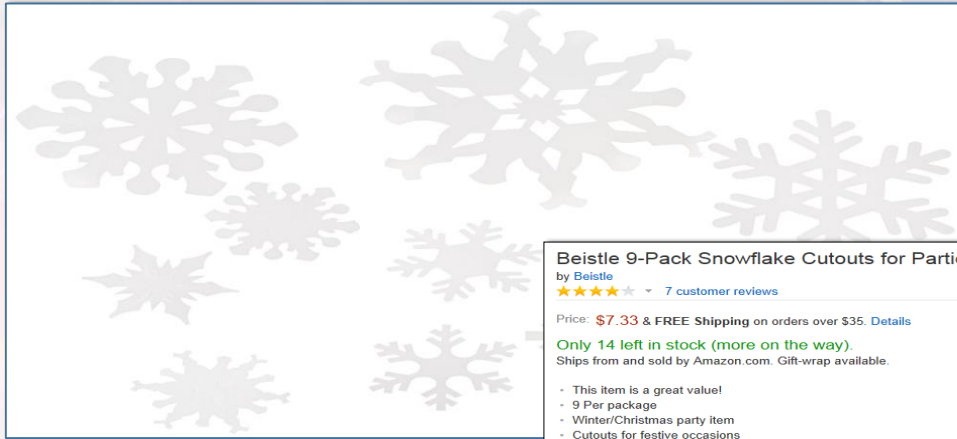 Beistle 9-Pack Snowflake Cutouts for
by Beistle
7 customer reviews
Price: $7.33 & FREE Shipping on orders over $35. Details
Only 14 left in stock (more on the way).
Ships from and sold by Amazon.com. Gift-wrap available.
- This item is a great value!
- 9 Per package
- Winter/Christmas party item
- Cutouts for festive occasions